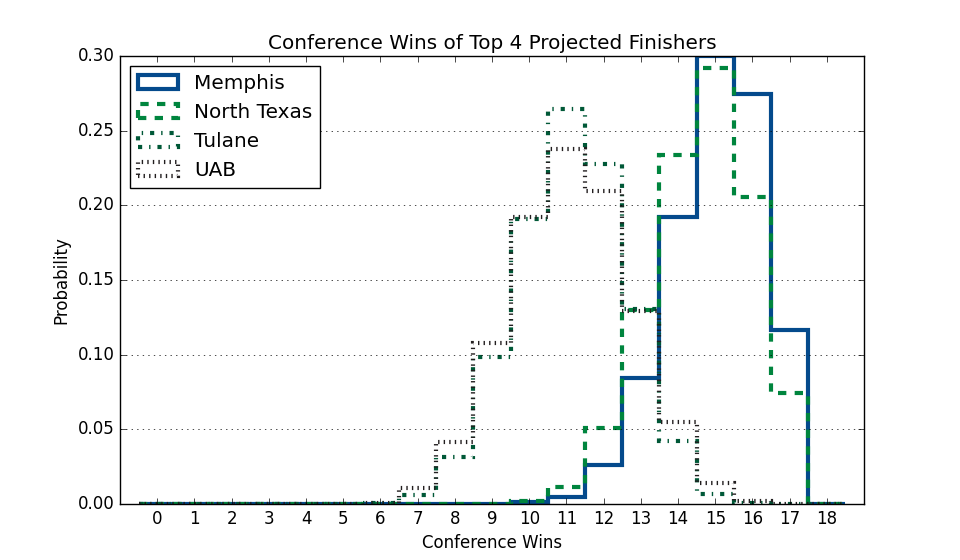 Conference Wins of Top 4 Projected Finishers
0.30
0.25
0.20
0.15
0.10
0.05
0.00
Probability
Memphis
North Texas
Tulane
UAB
0 1 2 3 4 5 6 7 8 9 10 11 12 13 14 15 16 17 18
Conference Wins